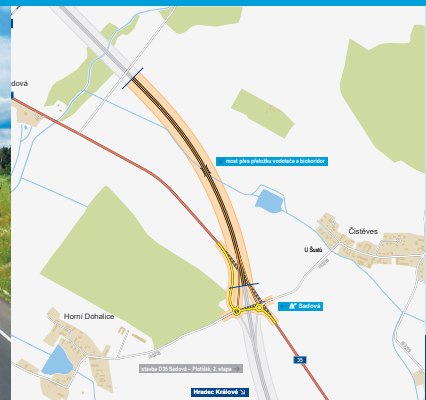 dová
most přes přeložku vodoteče a biokoridor
Čistěves
U Šustů
Sadová
Horní Dohalice
35
stavba D35 Sadová – Plotiště, 2. etapa
Hradec Králové